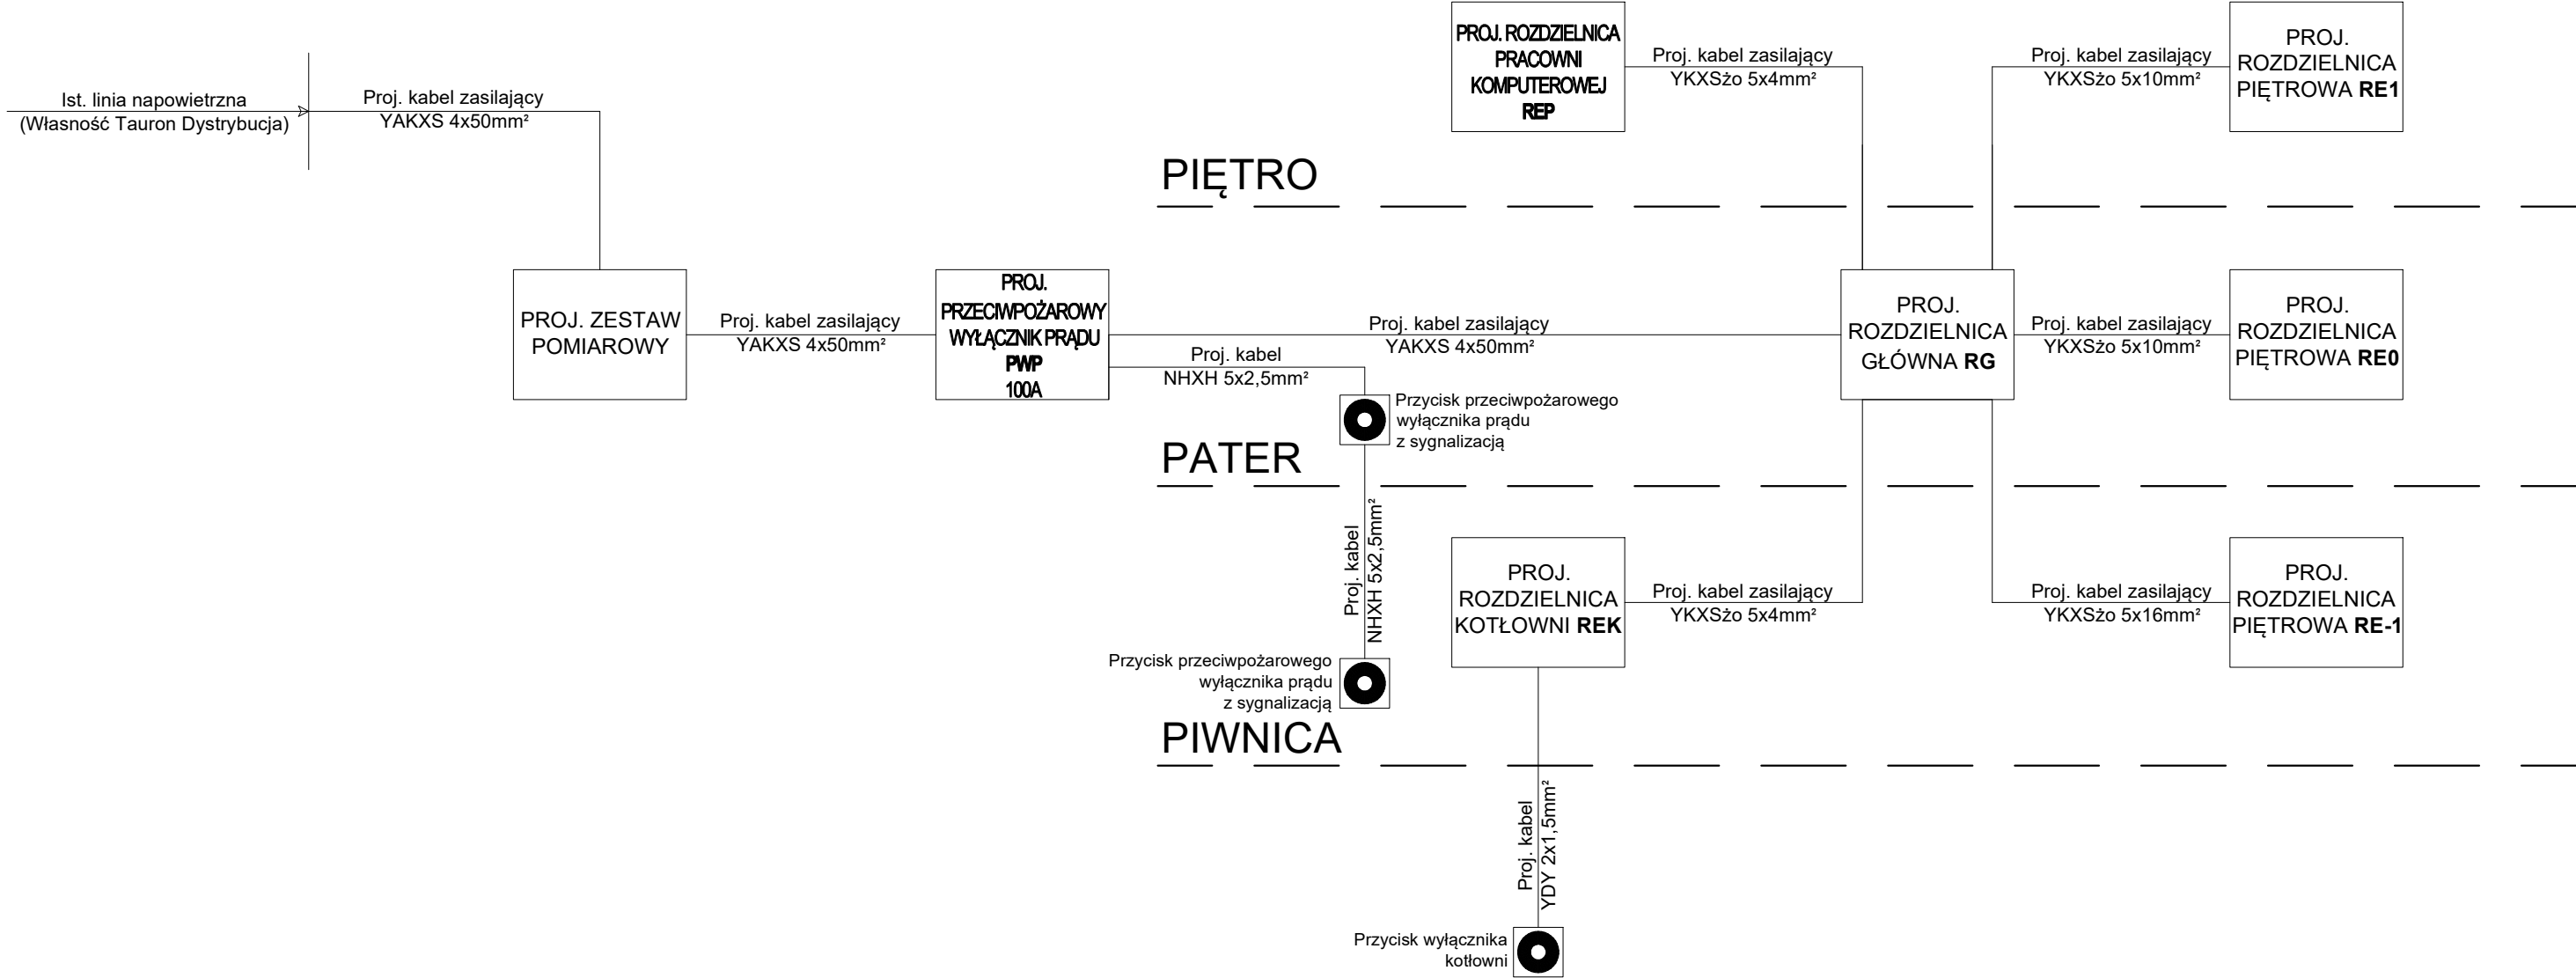 PROJ. ROZDZIELNICA
PRACOWNI
KOMPUTEROWEJ
REP
Proj. kabel zasilający
YKXSżo 5x4mm²
Proj. kabel zasilający
YKXSżo 5x10mm²
PROJ.
ROZDZIELNICA
PIĘTROWA RE1
Ist. linia napowietrzna
(Własność Tauron Dystrybucja)
Proj. kabel zasilający
YAKXS 4x50mm²
PIĘTRO
PROJ. ZESTAW
POMIAROWY
Proj. kabel zasilający
YAKXS 4x50mm²
PROJ.
PRZECIWPOŻAROWY
WYŁĄCZNIK PRĄDU
PWP
100A
Proj. kabel zasilający
YAKXS 4x50mm²
Proj. kabel
NHXH 5x2,5mm²
PROJ.
ROZDZIELNICA
GŁÓWNA RG
Proj. kabel zasilający
YKXSżo 5x10mm²
PROJ.
ROZDZIELNICA
PIĘTROWA RE0
Przycisk przeciwpożarowego
wyłącznika prądu
z sygnalizacją
PATER
Proj. kabel
NHXH 5x2,5mm²
PROJ.
ROZDZIELNICA
KOTŁOWNI REK
Proj. kabel zasilający
YKXSżo 5x4mm²
Proj. kabel zasilający
YKXSżo 5x16mm²
PROJ.
ROZDZIELNICA
PIĘTROWA RE-1
Przycisk przeciwpożarowego
wyłącznika prądu
z sygnalizacją
PIWNICA
Proj. kabel
YDY 2x1,5mm²
Przycisk wyłącznika
kotłowni